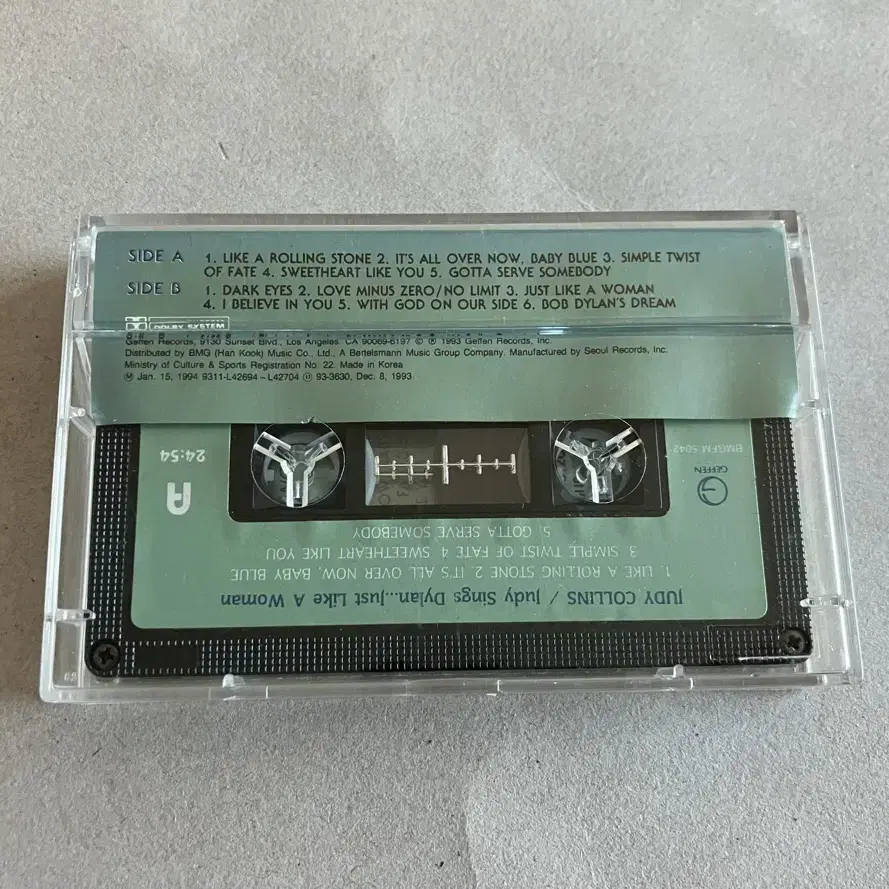 SIDE A 1. LIKE A ROLLING STONE 2. IT'S ALL OVER NOW, BABY BLUE 3. SIMPLE TWIST
OF FATE 4. SWEETHEART LIKE YOU 5. GOTTA SERVE SOMEBODY
SIDE B 1. DARK EYES 2. LOVE MINUS ZERO/NO LIMIT 3. JUST LIKE A WOMAN
4. I BELIEVE IN YOU 5. WITH GOD ON OUR SIDE 6. BOB DYLAN'S DREAM
DOLBY SYSTEM
Geffen Records, 9130 Sunset Blvd., Los Angeles, CA 90069-6197 © ℗ 1993 Geffen Records, Inc.
Distributed by BMG (Han Kook) Music Co., Ltd., A Bertelsmann Music Group Company. Manufactured by Seoul Records, Inc.
Ministry of Culture & Sports Registration No. 22. Made in Korea
Ⓜ Jan. 15, 1994 9311-L42694~L42704 Ⓓ 93-3630, Dec. 8, 1993
JUDY COLLINS / Judy Sings Dylan...Just Like A Woman
1. LIKE A ROLLING STONE 2. IT'S ALL OVER NOW, BABY BLUE
3 SIMPLE TWIST OF FATE 4 SWEETHEART LIKE YOU
5. GOTTA SERVE SOMEBODY
GEFFEN
BMGFM 5042
A
24:54